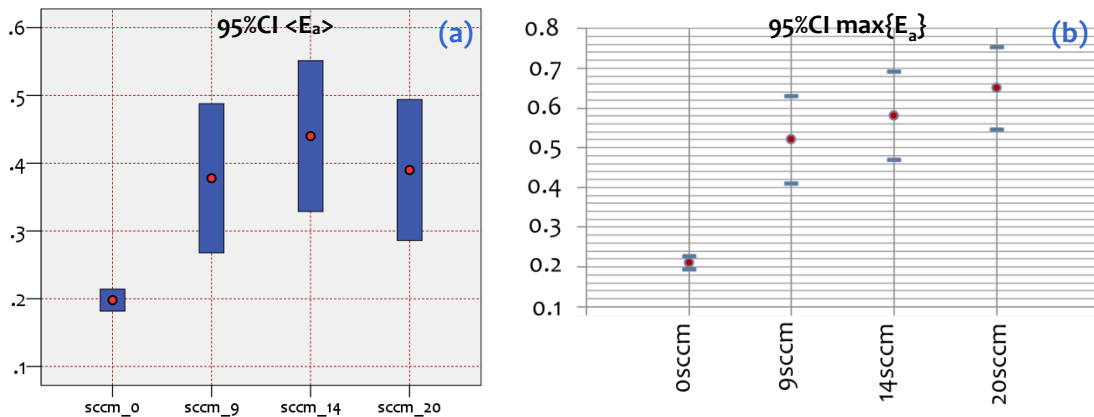 95%CI <Eₐ>
(a)
.6
.5
.4
.3
.2
.1
sccm_0 sccm_9 sccm_14 sccm_20
95%CI max{Eₐ}
(b)
0.8
0.7
0.6
0.5
0.4
0.3
0.2
0.1
0sccm 9sccm 14sccm 20sccm